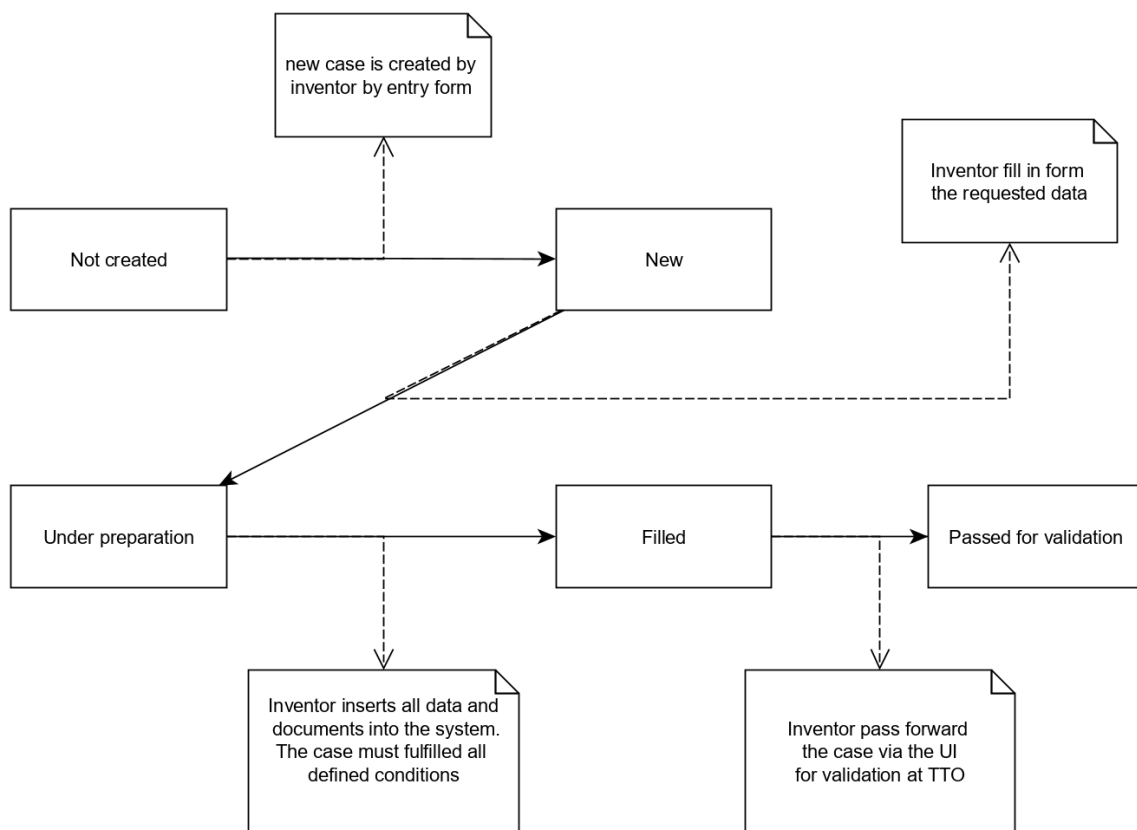 new case is created by
inventor by entry form
Inventor fill in form
the requested data
Not created
New
Under preparation
Filled
Passed for validation
Inventor inserts all data and
documents into the system.
The case must fulfilled all
defined conditions
Inventor pass forward
the case via the UI
for validation at TTO